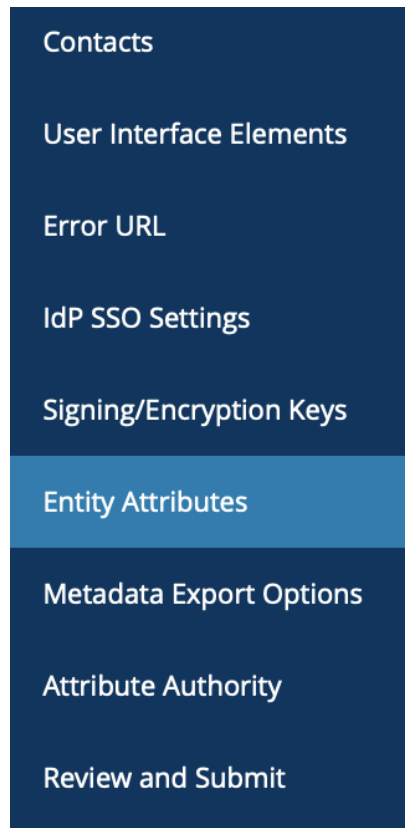 Contacts
User Interface Elements
Error URL
IdP SSO Settings
Signing/Encryption Keys
Entity Attributes
Metadata Export Options
Attribute Authority
Review and Submit